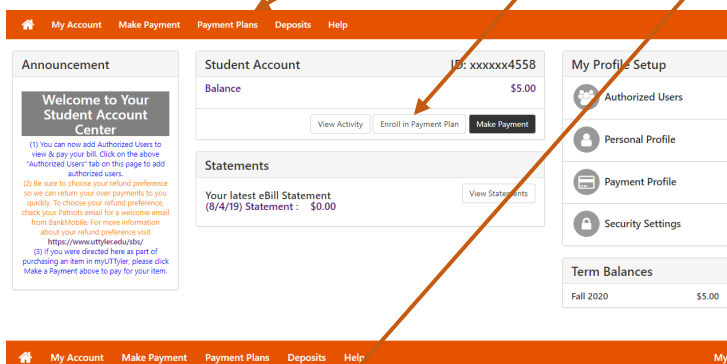 My Account Make Payment Payment Plans Deposits Help
Announcement
Welcome to Your
Student Account
Center
(1) You can now add Authorized Users to
view & pay your bill. Click on the above
"Authorized Users" tab on this page to add
authorized users.
(2) Be sure to choose your refund preference
so we can return your over payments to you
quickly. To choose your refund preference,
check your Patriots email for a welcome email
from BankMobile. For more information
about your refund preference visit
https://www.uttyler.edu/sbs/
(3) If you were directed here as part of
purchasing an item in myUTTyler, please click
Make a Payment above to pay for your item.
Student Account ID: xxxxxx4558
Balance $5.00
View Activity Enroll in Payment Plan Make Payment
Statements
Your latest eBill Statement
(8/4/19) Statement : $0.00
View Statements
My Profile Setup
Authorized Users
Personal Profile
Payment Profile
Security Settings
Term Balances
Fall 2020 $5.00
My Account Make Payment Payment Plans Deposits Help My